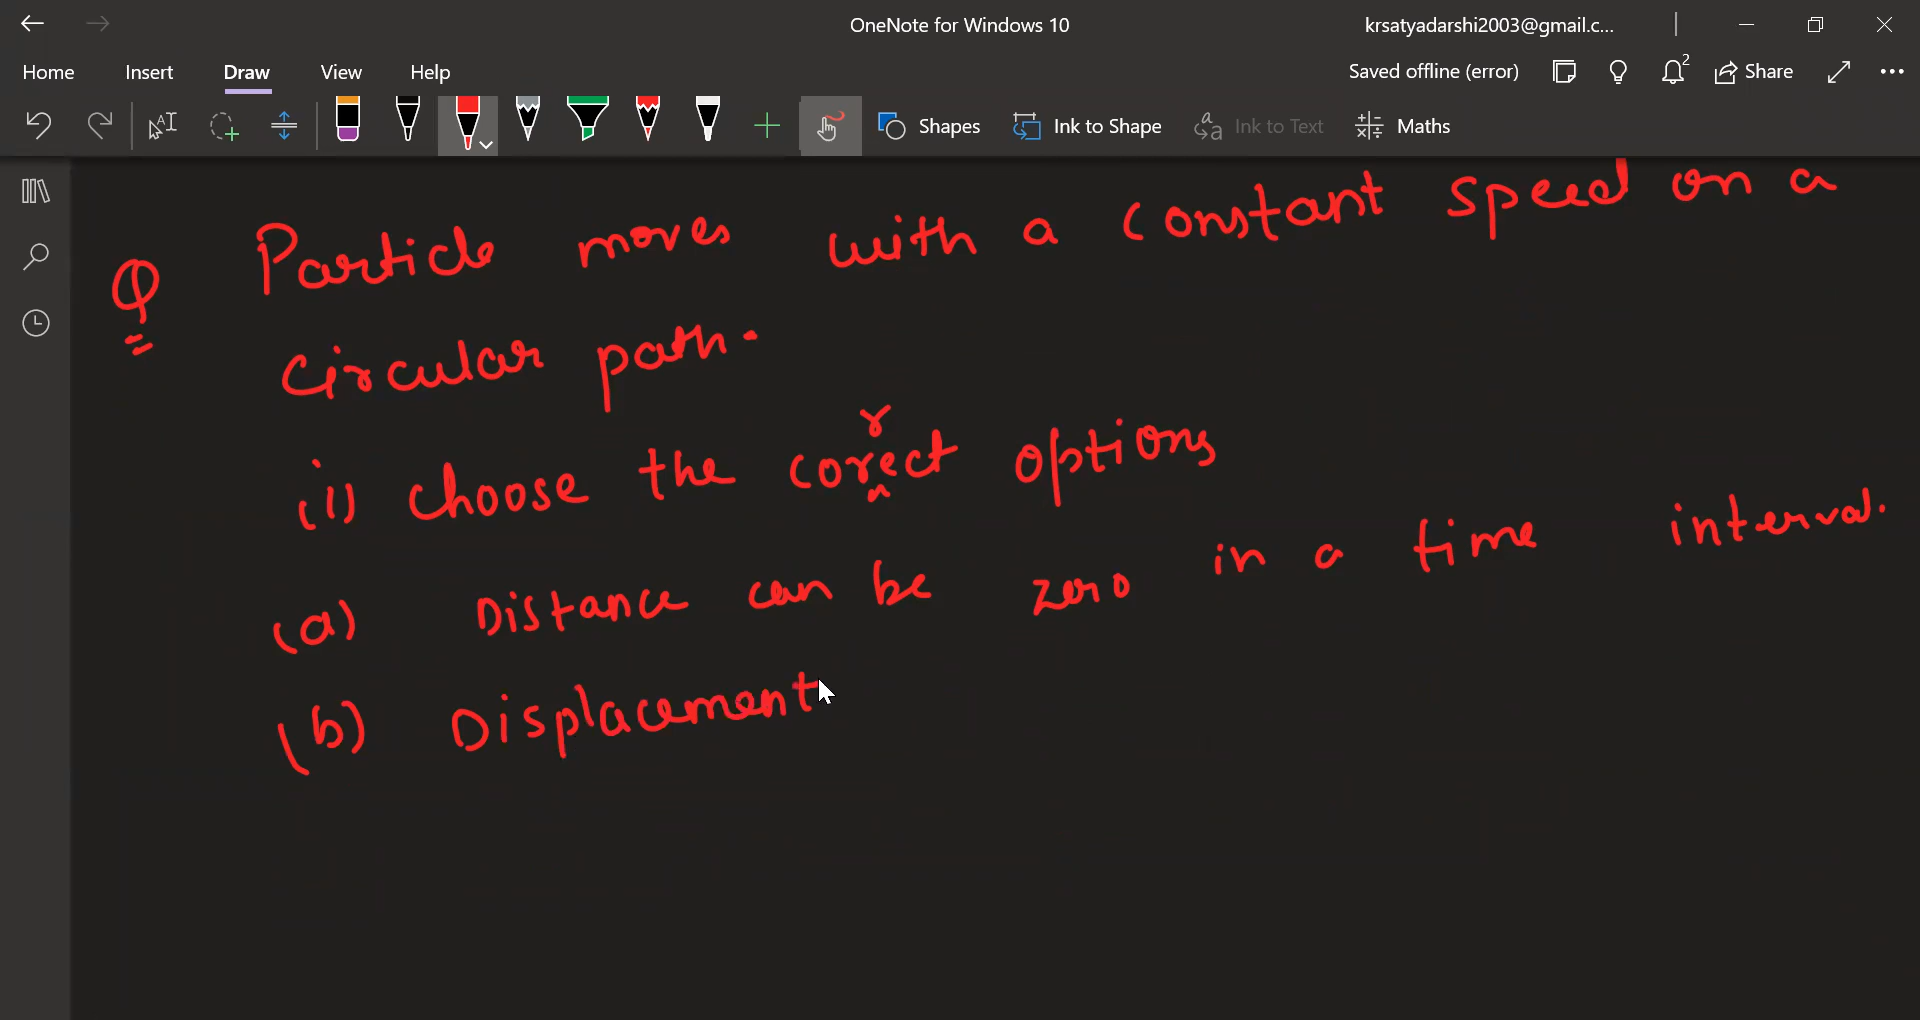 OneNote for Windows 10
krsatyadarshi2003@gmail.c...
Home Insert Draw View Help
Saved offline (error) 2 Share
Shapes Ink to Shape Ink to Text Maths
Q Particle moves with a constant speed on a
circular path.
(i) choose the corect options
r
(a) Distance can be zero in a time interval.
(b) Displacement